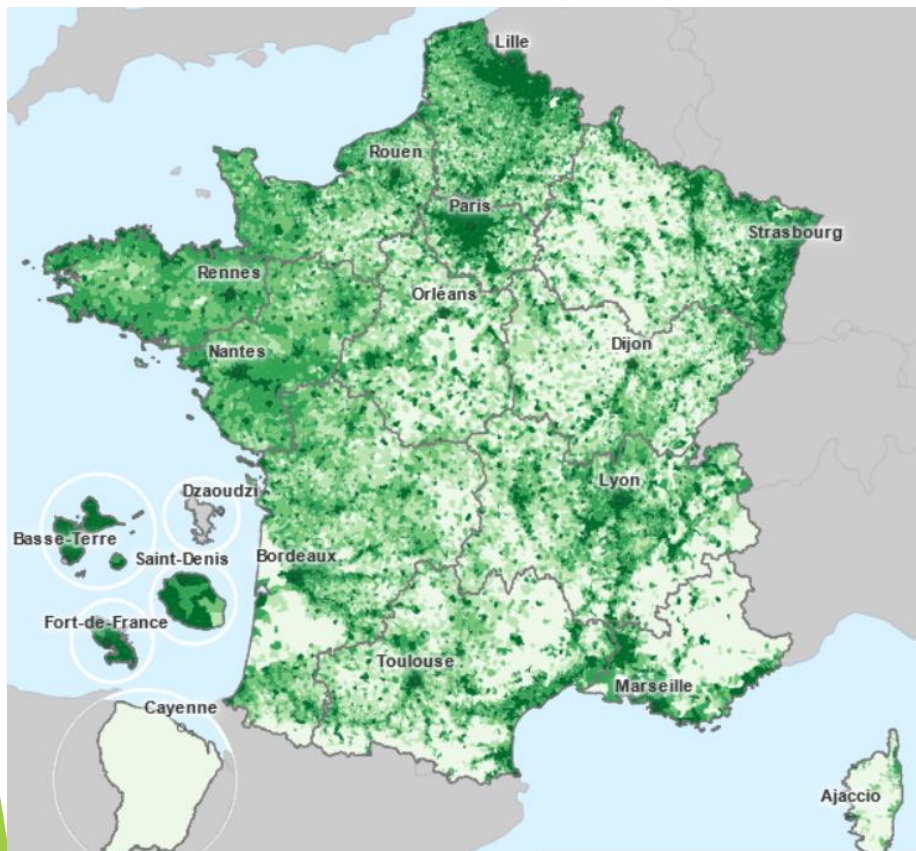 Lille
Rouen
Paris
Strasbourg
Rennes
Orléans
Nantes
Dijon
Lyon
Dzaoudzi
Basse-Terre
Saint-Denis
Bordeaux
Fort-de-France
Toulouse
Marseille
Cayenne
Ajaccio